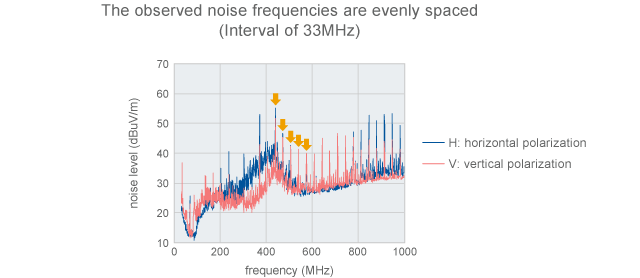 The observed noise frequencies are evenly spaced
(Interval of 33MHz)
70
60
50
40
30
20
10
noise level (dBuV/m)
0
200
400
600
800
1000
frequency (MHz)
H: horizontal polarization
V: vertical polarization